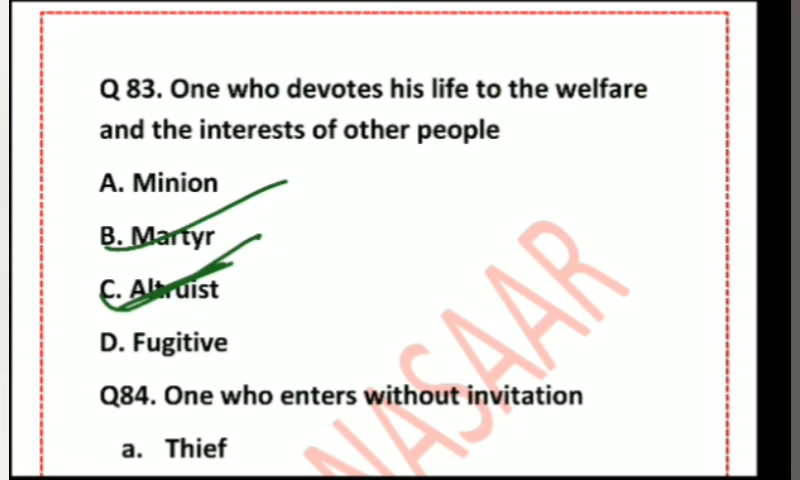 Q 83. One who devotes his life to the welfare
and the interests of other people
A. Minion
B. Martyr
C. Altruist
D. Fugitive
Q84. One who enters without invitation
a. Thief
NASAAR